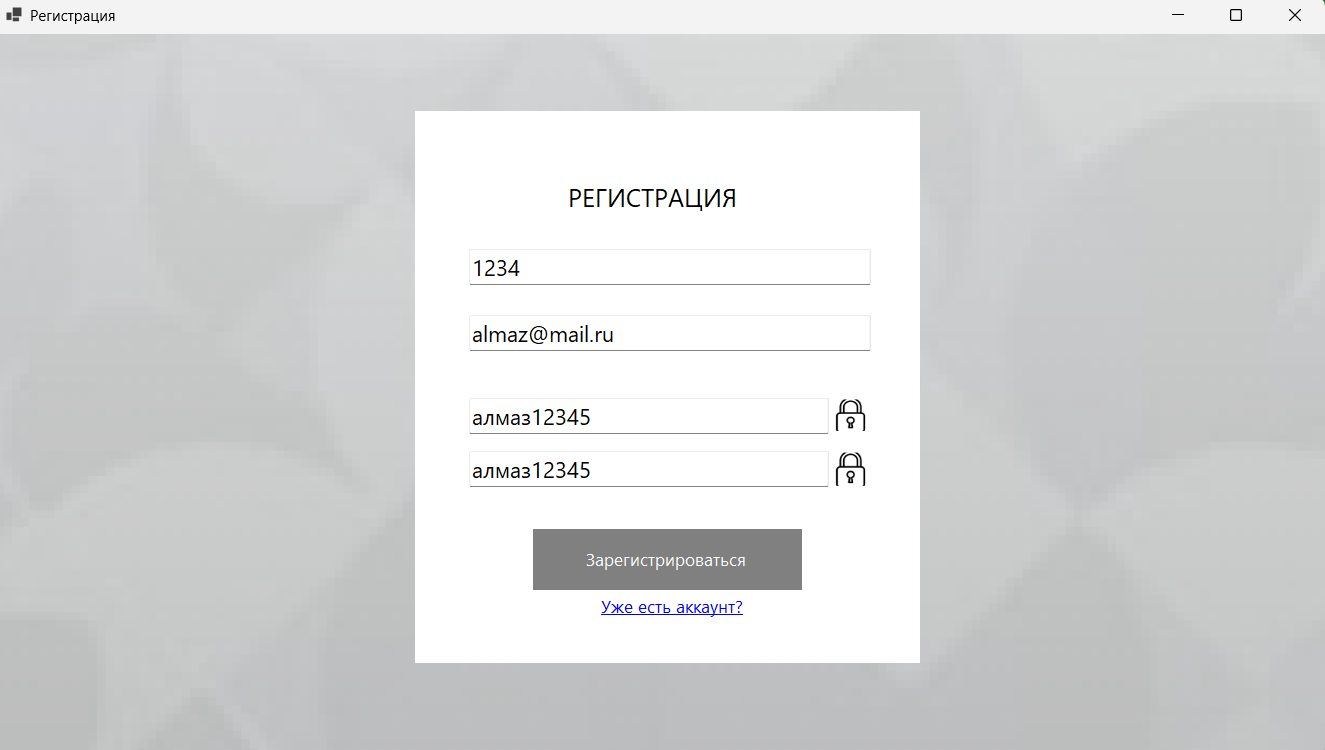 Регистрация
РЕГИСТРАЦИЯ
1234
almaz@mail.ru
алмаз12345
алмаз12345
Зарегистрироваться
Уже есть аккаунт?